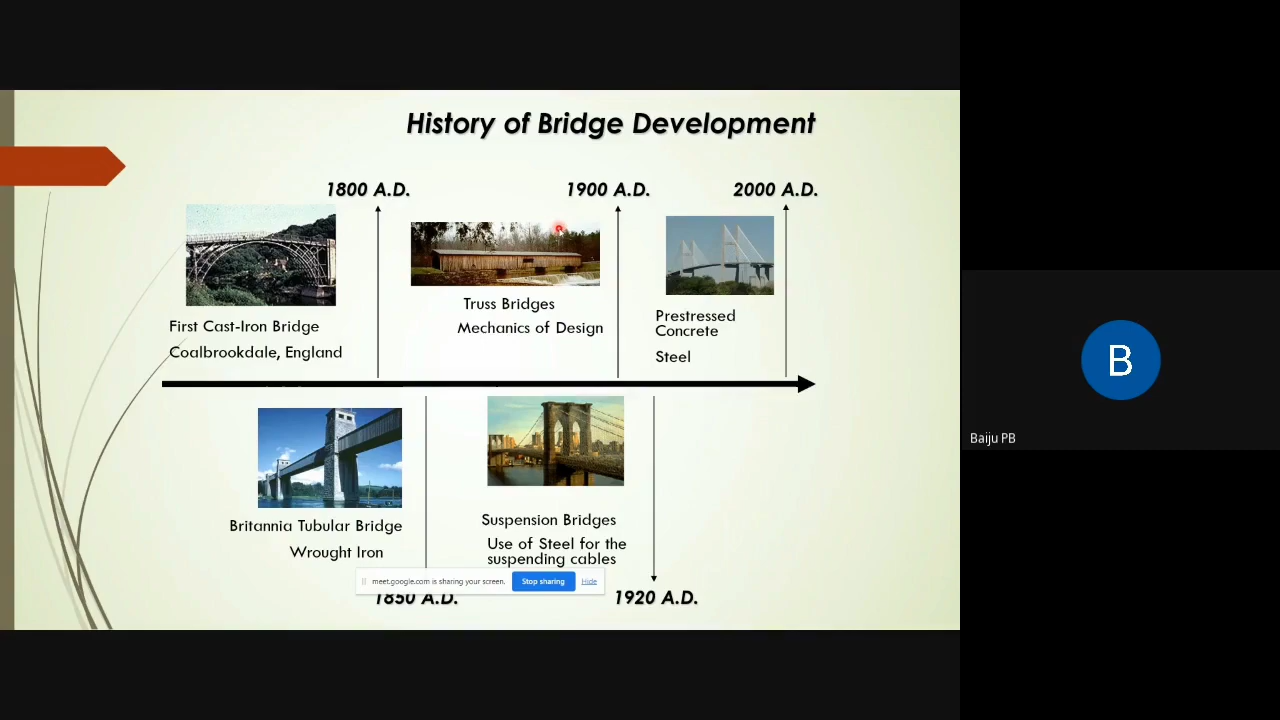 History of Bridge Development
1800 A.D.
1900 A.D.
2000 A.D.
First Cast-Iron Bridge
Coalbrookdale, England
Truss Bridges
Mechanics of Design
Prestressed
Concrete
Steel
Britannia Tubular Bridge
Wrought Iron
Suspension Bridges
Use of Steel for the
suspending cables
meet.google.com is sharing your screen.
Stop sharing
Hide
1850 A.D.
1920 A.D.
B
Baiju PB